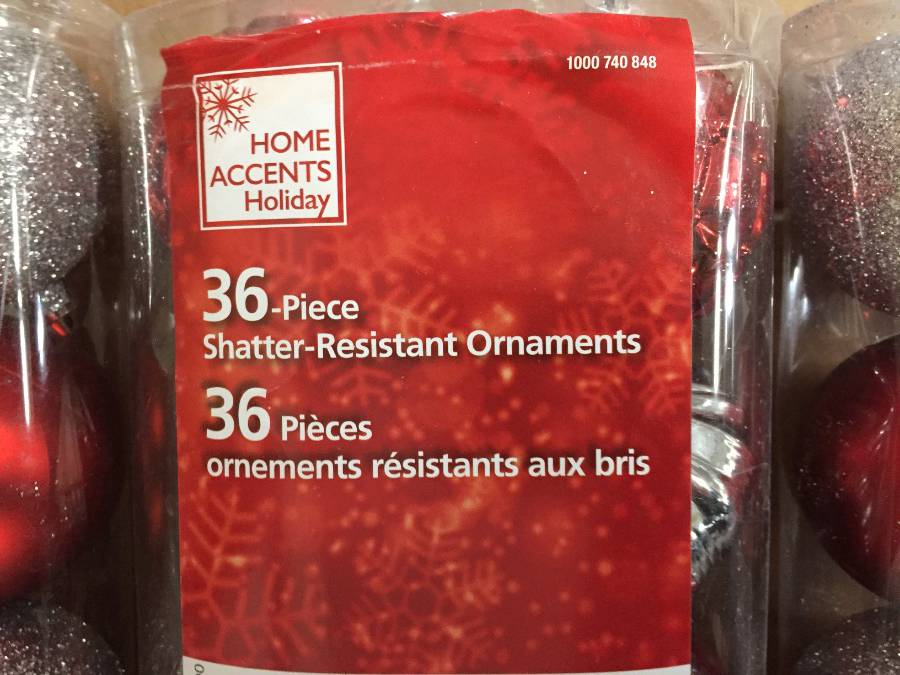 1000 740 848
HOME
ACCENTS
Holiday
36-Piece
Shatter-Resistant Ornaments
36 Pièces
ornements résistants aux bris